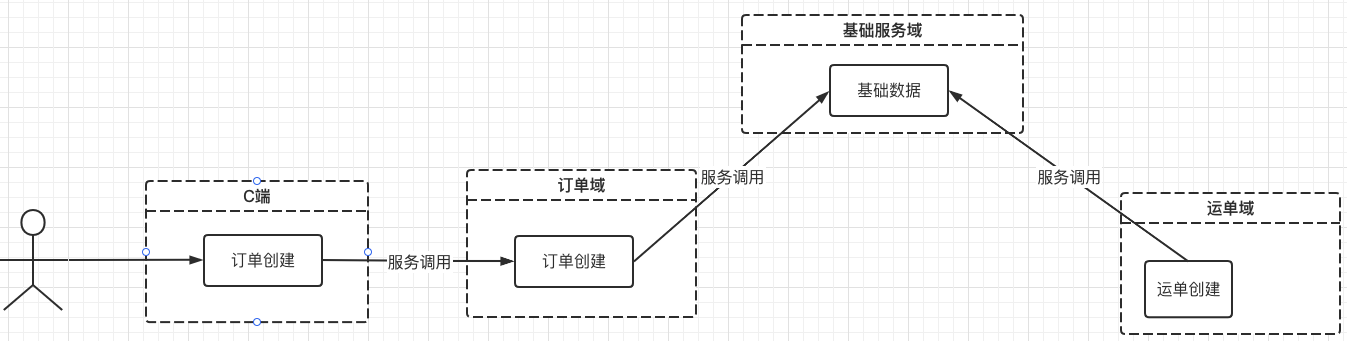 基础服务域
基础数据
服务调用
服务调用
C端
订单创建
服务调用
订单域
订单创建
运单域
运单创建